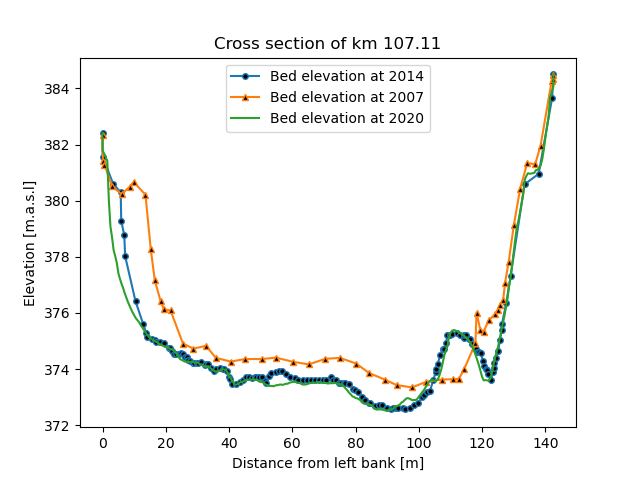 Cross section of km 107.11
Bed elevation at 2014
Bed elevation at 2007
Bed elevation at 2020
Elevation [m.a.s.l]
384
382
380
378
376
374
372
0 20 40 60 80 100 120 140
Distance from left bank [m]